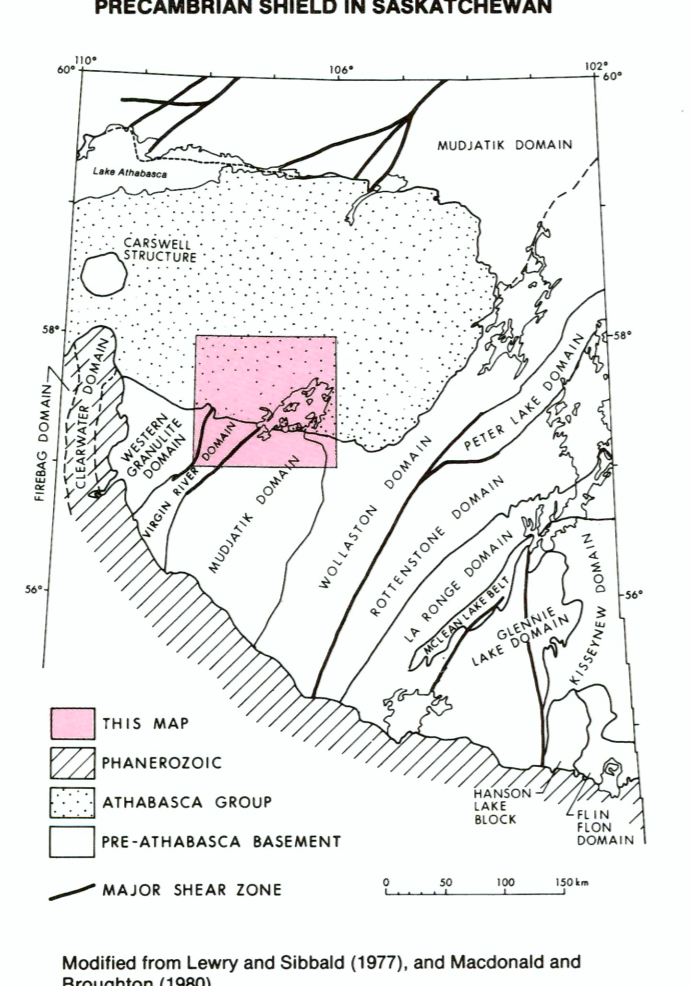 PRECAMBRIAN SHIELD IN SASKATCHEWAN
60° 110°
106°
102° 60°
MUDJATIK DOMAIN
Lake Athabasca
CARSWELL
STRUCTURE
58°
58°
FIREBAG DOMAIN
CLEARWATER DOMAIN
WESTERN
GRANULITE
DOMAIN
VIRGIN RIVER DOMAIN
MUDJATIK DOMAIN
WOLLASTON DOMAIN
PETER LAKE DOMAIN
ROTTENSTONE DOMAIN
LA RONGE DOMAIN
McLEAN LAKE BELT
GLENNIE
LAKE DOMAIN
KISSEYNEW DOMAIN
56°
56°
THIS MAP
PHANEROZOIC
ATHABASCA GROUP
PRE-ATHABASCA BASEMENT
MAJOR SHEAR ZONE
HANSON
LAKE
BLOCK
FLIN
FLON
DOMAIN
0 50 100 150 km
Modified from Lewry and Sibbald (1977), and Macdonald and
Broughton (1980)